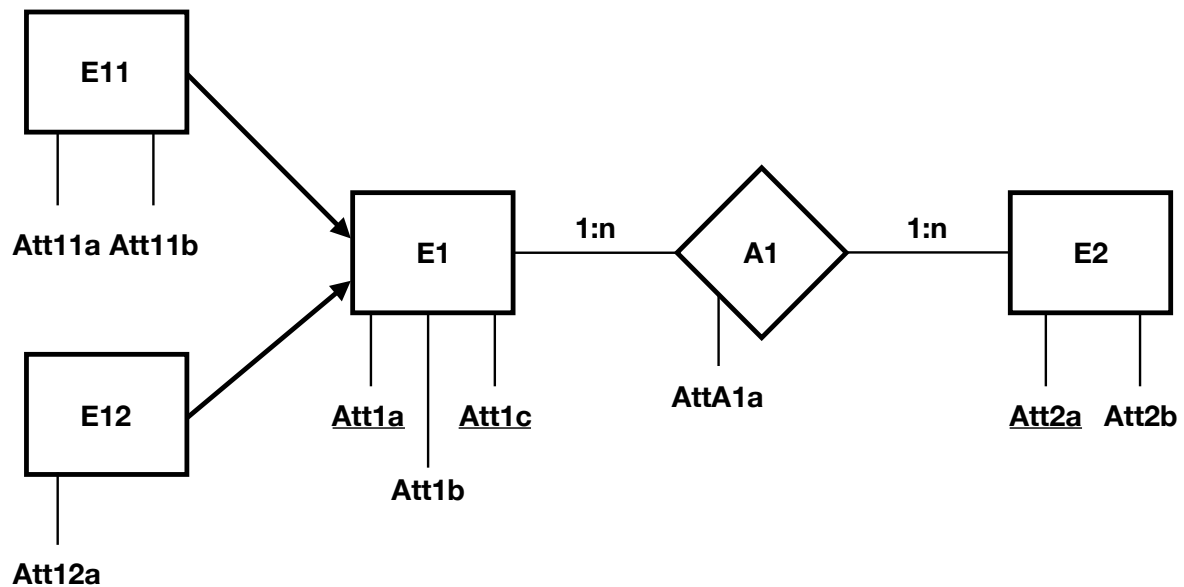 E11
Att11a Att11b
E1
1:n
A1
1:n
E2
Att1a
Att1c
Att1b
AttA1a
Att2a
Att2b
E12
Att12a